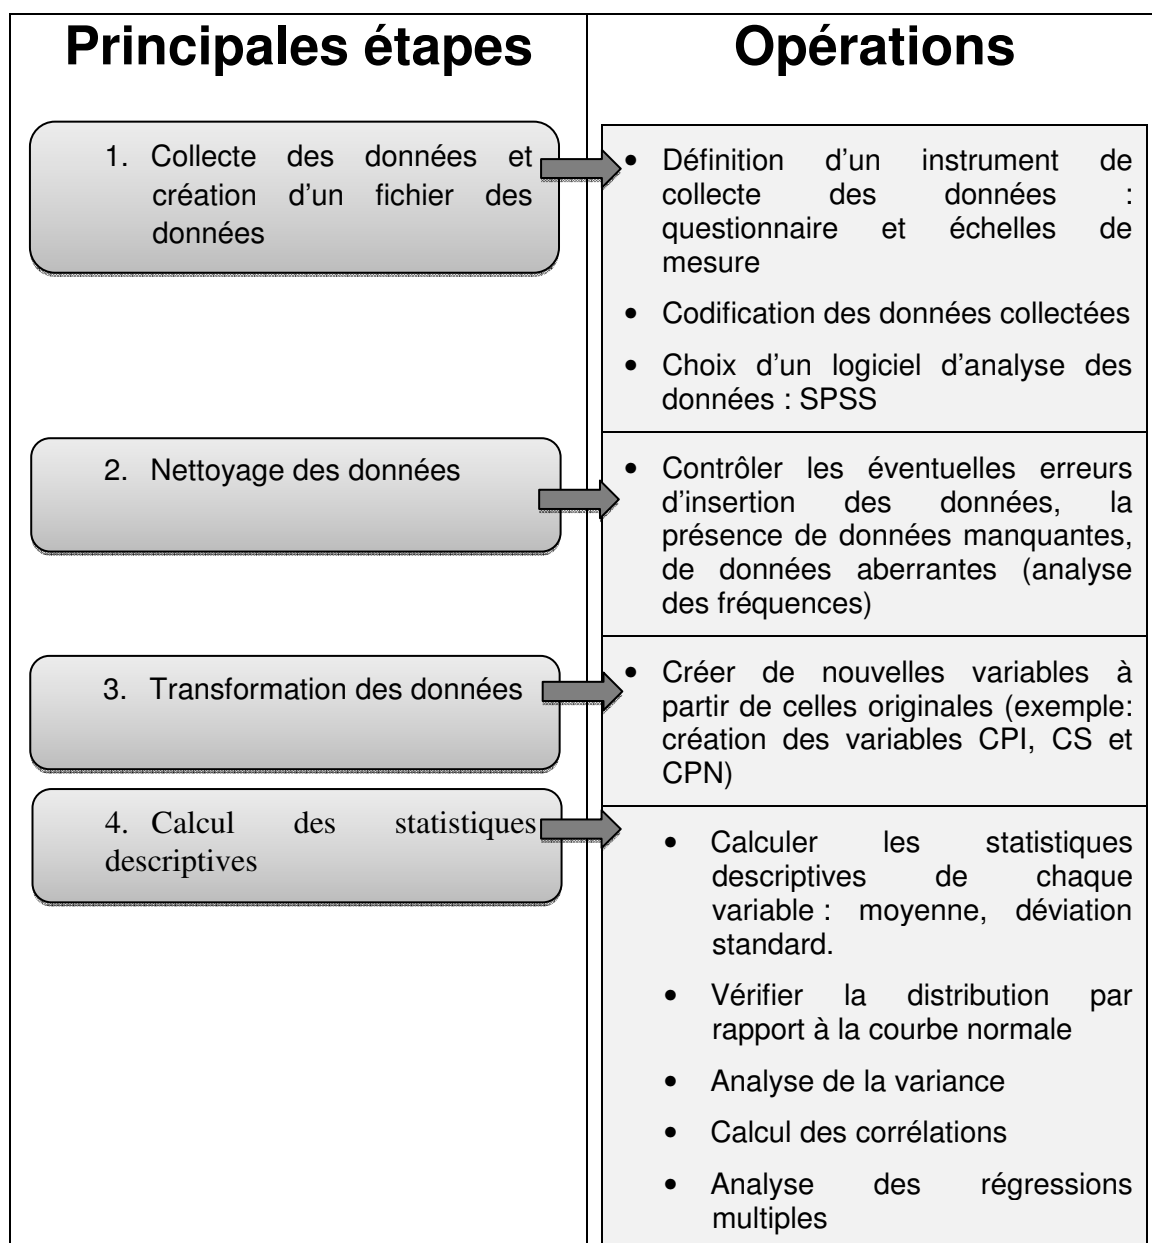 Principales étapes
Opérations
1. Collecte des données et
création d'un fichier des
données
• Définition d'un instrument de
collecte des données :
questionnaire et échelles de
mesure
• Codification des données collectées
• Choix d'un logiciel d'analyse des
données : SPSS
2. Nettoyage des données
• Contrôler les éventuelles erreurs
d'insertion des données, la
présence de données manquantes,
de données aberrantes (analyse
des fréquences)
3. Transformation des données
• Créer de nouvelles variables à
partir de celles originales (exemple:
création des variables CPI, CS et
CPN)
4. Calcul des statistiques
descriptives
• Calculer les statistiques
descriptives de chaque
variable : moyenne, déviation
standard.
• Vérifier la distribution par
rapport à la courbe normale
• Analyse de la variance
• Calcul des corrélations
• Analyse des régressions
multiples